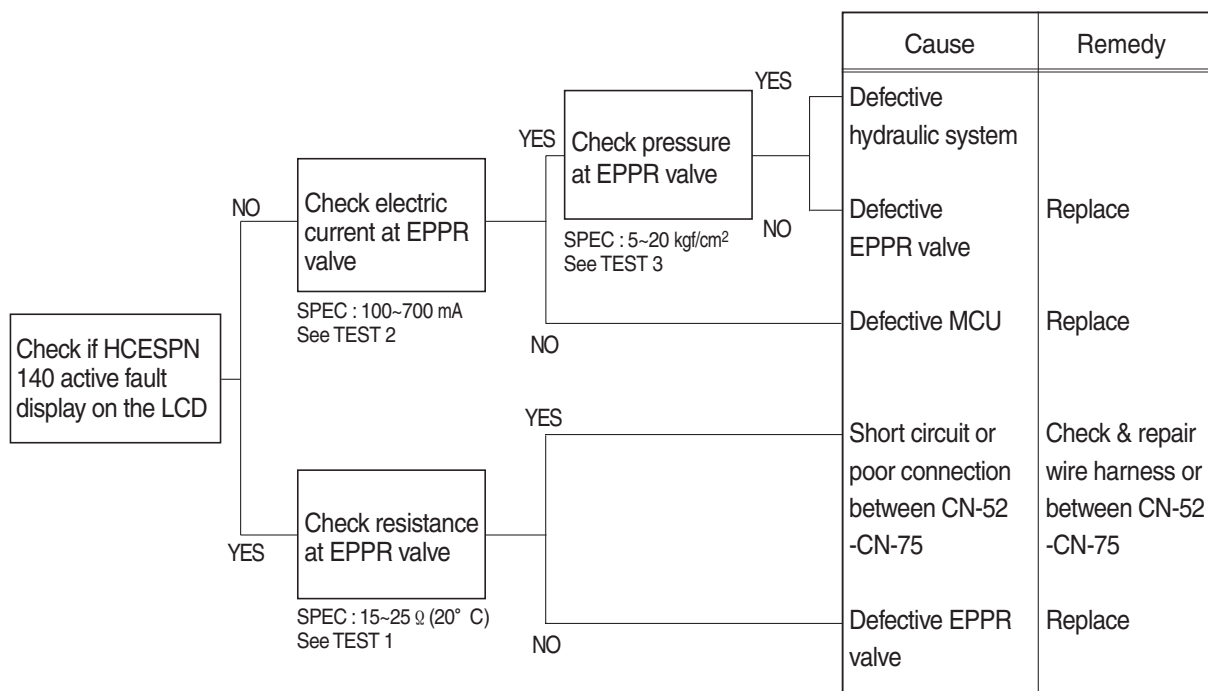 Cause
Remedy
YES
Defective
hydraulic system
YES
Check pressure
at EPPR valve
NO
Check electric
current at EPPR
valve
SPEC : 5~20 kgf/cm²
See TEST 3
NO
Defective
EPPR valve
Replace
SPEC : 100~700 mA
See TEST 2
NO
Defective MCU
Replace
Check if HCESPN
140 active fault
display on the LCD
YES
Short circuit or
poor connection
between CN-52
-CN-75
Check & repair
wire harness or
between CN-52
-CN-75
YES
Check resistance
at EPPR valve
SPEC : 15~25 Ω (20° C)
See TEST 1
NO
Defective EPPR
valve
Replace